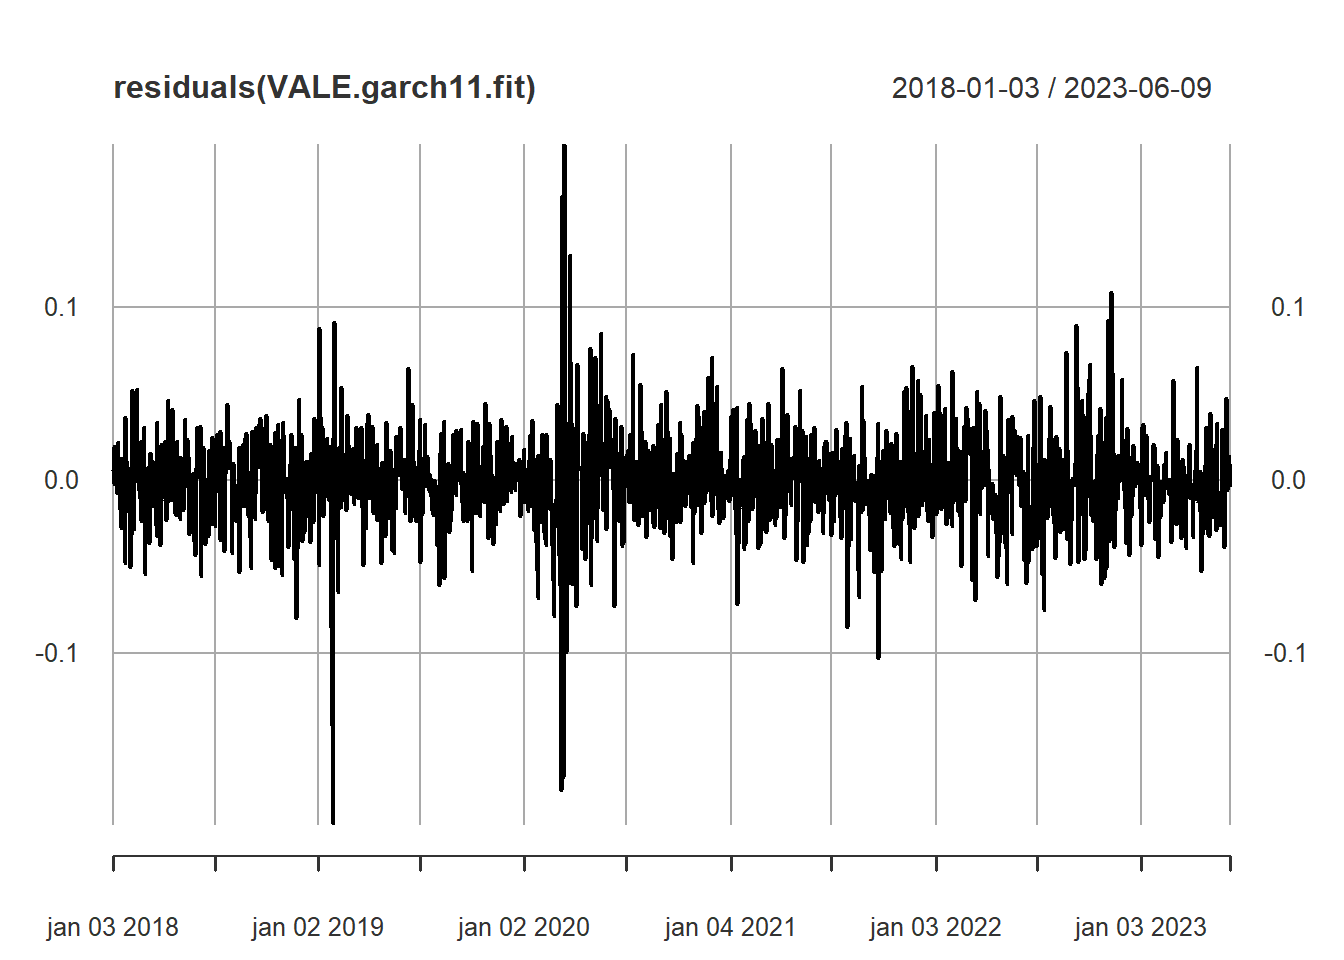 residuals(VALE.garch11.fit) 2018-01-03 / 2023-06-09
0.1 0.1
0.0 0.0
-0.1 -0.1
jan 03 2018 jan 02 2019 jan 02 2020 jan 04 2021 jan 03 2022 jan 03 2023